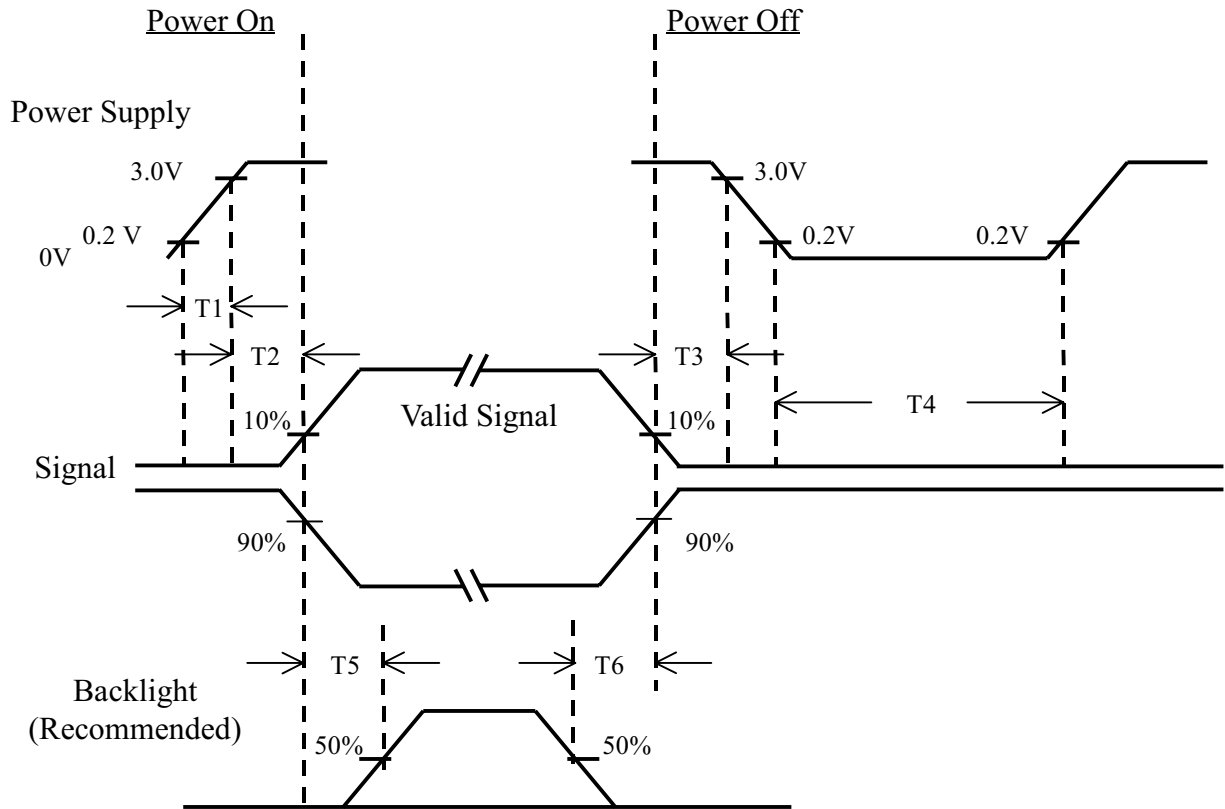 Power On
Power Off
Power Supply
3.0V
3.0V
0.2 V
0.2V
0.2V
0V
T1
T2
T3
T4
10%
Valid Signal
10%
Signal
90%
90%
T5
T6
Backlight
(Recommended)
50%
50%